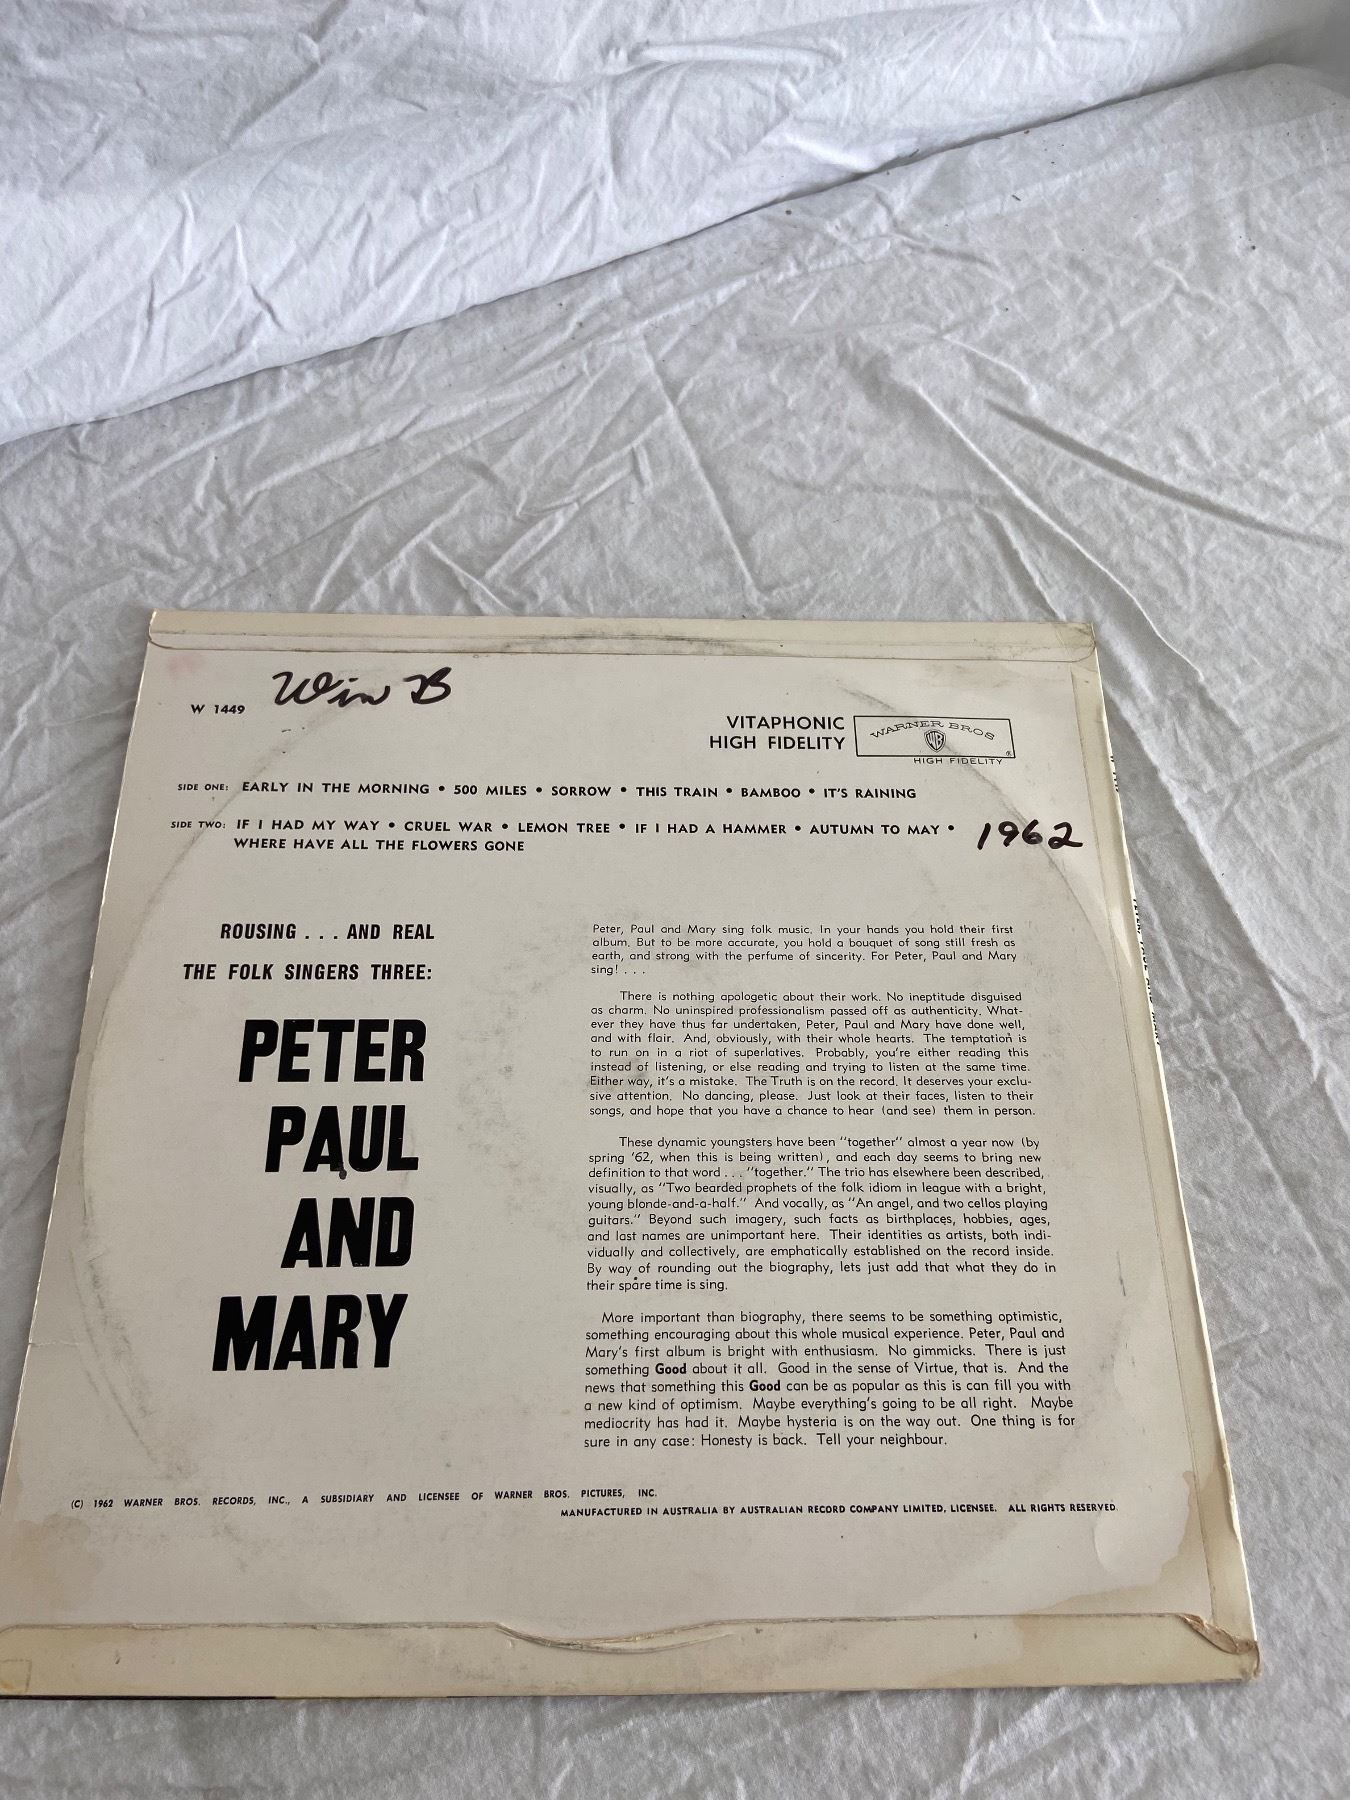 Win B
W 1449
VITAPHONIC
HIGH FIDELITY
WARNER BROS
WB
®
HIGH FIDELITY
SIDE ONE: EARLY IN THE MORNING • 500 MILES • SORROW • THIS TRAIN • BAMBOO • IT'S RAINING
SIDE TWO: IF I HAD MY WAY • CRUEL WAR • LEMON TREE • IF I HAD A HAMMER • AUTUMN TO MAY •
WHERE HAVE ALL THE FLOWERS GONE
1962
ROUSING . . . AND REAL
THE FOLK SINGERS THREE:
PETER
PAUL
AND
MARY
Peter, Paul and Mary sing folk music. In your hands you hold their first
album. But to be more accurate, you hold a bouquet of song still fresh as
earth, and strong with the perfume of sincerity. For Peter, Paul and Mary
sing! . . .
There is nothing apologetic about their work. No ineptitude disguised
as charm. No uninspired professionalism passed off as authenticity. What-
ever they have thus far undertaken, Peter, Paul and Mary have done well,
and with flair. And, obviously, with their whole hearts. The temptation is
to run on in a riot of superlatives. Probably, you're either reading this
instead of listening, or else reading and trying to listen at the same time.
Either way, it's a mistake. The Truth is on the record. It deserves your exclu-
sive attention. No dancing, please. Just look at their faces, listen to their
songs, and hope that you have a chance to hear (and see) them in person.
These dynamic youngsters have been "together" almost a year now (by
spring '62, when this is being written), and each day seems to bring new
definition to that word . . . "together." The trio has elsewhere been described,
visually, as "Two bearded prophets of the folk idiom in league with a bright,
young blonde-and-a-half." And vocally, as "An angel, and two cellos playing
guitars." Beyond such imagery, such facts as birthplaces, hobbies, ages,
and last names are unimportant here. Their identities as artists, both indi-
vidually and collectively, are emphatically established on the record inside.
By way of rounding out the biography, lets just add that what they do in
their spare time is sing.
More important than biography, there seems to be something optimistic,
something encouraging about this whole musical experience. Peter, Paul and
Mary's first album is bright with enthusiasm. No gimmicks. There is just
something Good about it all. Good in the sense of Virtue, that is. And the
news that something this Good can be as popular as this is can fill you with
a new kind of optimism. Maybe everything's going to be all right. Maybe
mediocrity has had it. Maybe hysteria is on the way out. One thing is for
sure in any case: Honesty is back. Tell your neighbour.
(C) 1962 WARNER BROS. RECORDS, INC., A SUBSIDIARY AND LICENSEE OF WARNER BROS. PICTURES, INC.
MANUFACTURED IN AUSTRALIA BY AUSTRALIAN RECORD COMPANY LIMITED, LICENSEE. ALL RIGHTS RESERVED.